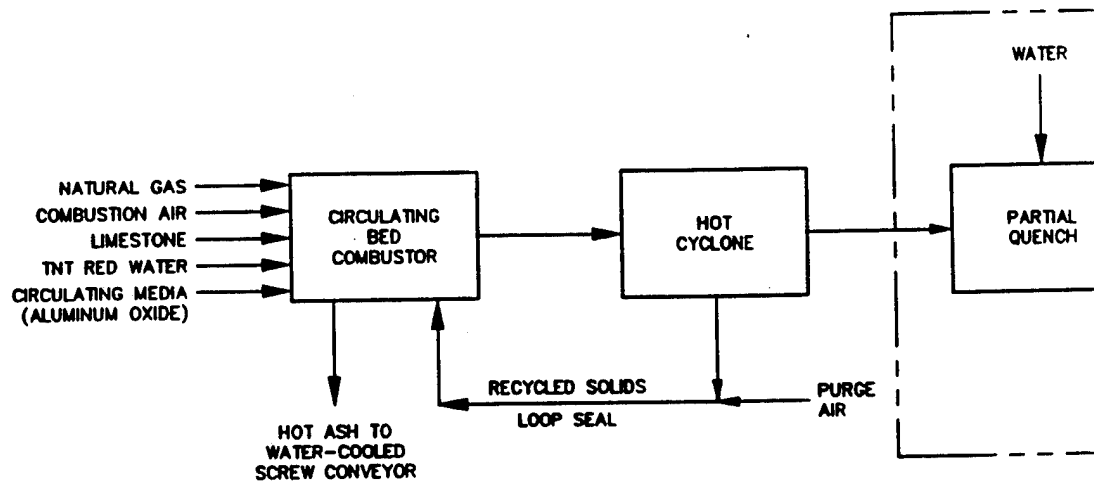 WATER
NATURAL GAS
COMBUSTION AIR
LIMESTONE
TNT RED WATER
CIRCULATING MEDIA
(ALUMINUM OXIDE)
CIRCULATING
BED
COMBUSTOR
HOT
CYCLONE
PARTIAL
QUENCH
RECYCLED SOLIDS
LOOP SEAL
PURGE
AIR
HOT ASH TO
WATER-COOLED
SCREW CONVEYOR